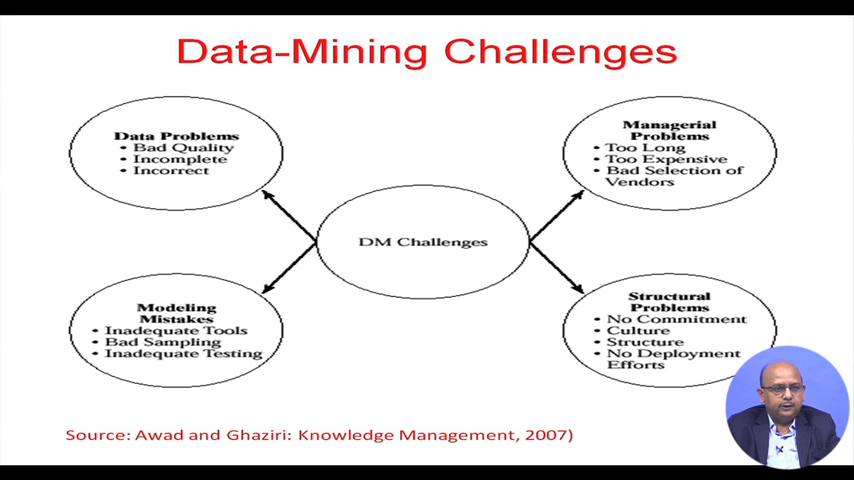 Data-Mining Challenges
Data Problems
• Bad Quality
• Incomplete
• Incorrect
Managerial
Problems
• Too Long
• Too Expensive
• Bad Selection of
Vendors
DM Challenges
Modeling
Mistakes
• Inadequate Tools
• Bad Sampling
• Inadequate Testing
Structural
Problems
• No Commitment
• Culture
• Structure
• No Deployment
Efforts
Source: Awad and Ghaziri: Knowledge Management, 2007)